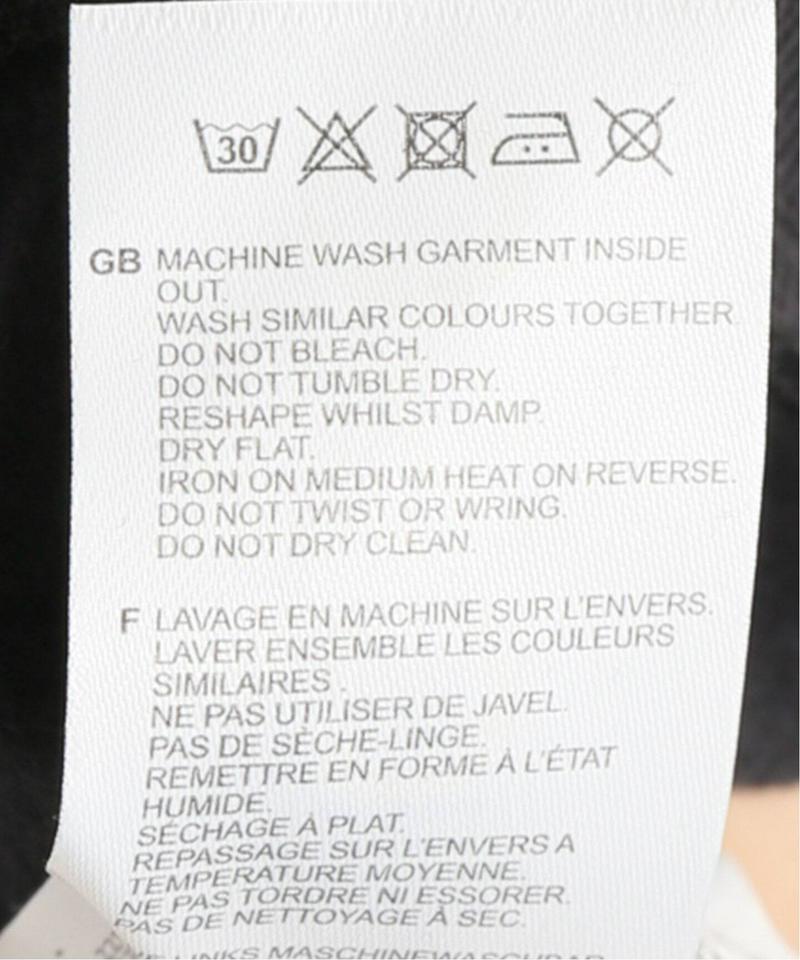 30
GB MACHINE WASH GARMENT INSIDE
OUT.
WASH SIMILAR COLOURS TOGETHER
DO NOT BLEACH.
DO NOT TUMBLE DRY.
RESHAPE WHILST DAMP.
DRY FLAT.
IRON ON MEDIUM HEAT ON REVERSE.
DO NOT TWIST OR WRING.
DO NOT DRY CLEAN.
F LAVAGE EN MACHINE SUR L'ENVERS.
LAVER ENSEMBLE LES COULEURS
SIMILAIRES .
NE PAS UTILISER DE JAVEL.
PAS DE SÈCHE-LINGE.
REMETTRE EN FORME À L'ÉTAT
HUMIDE.
SÉCHAGE À PLAT.
REPASSAGE SUR L'ENVERS A
TEMPERATURE MOYENNE.
NE PAS TORDRE NI ESSORER.
PAS DE NETTOYAGE À SEC.
LINKS MASCHINEWASCHBAR